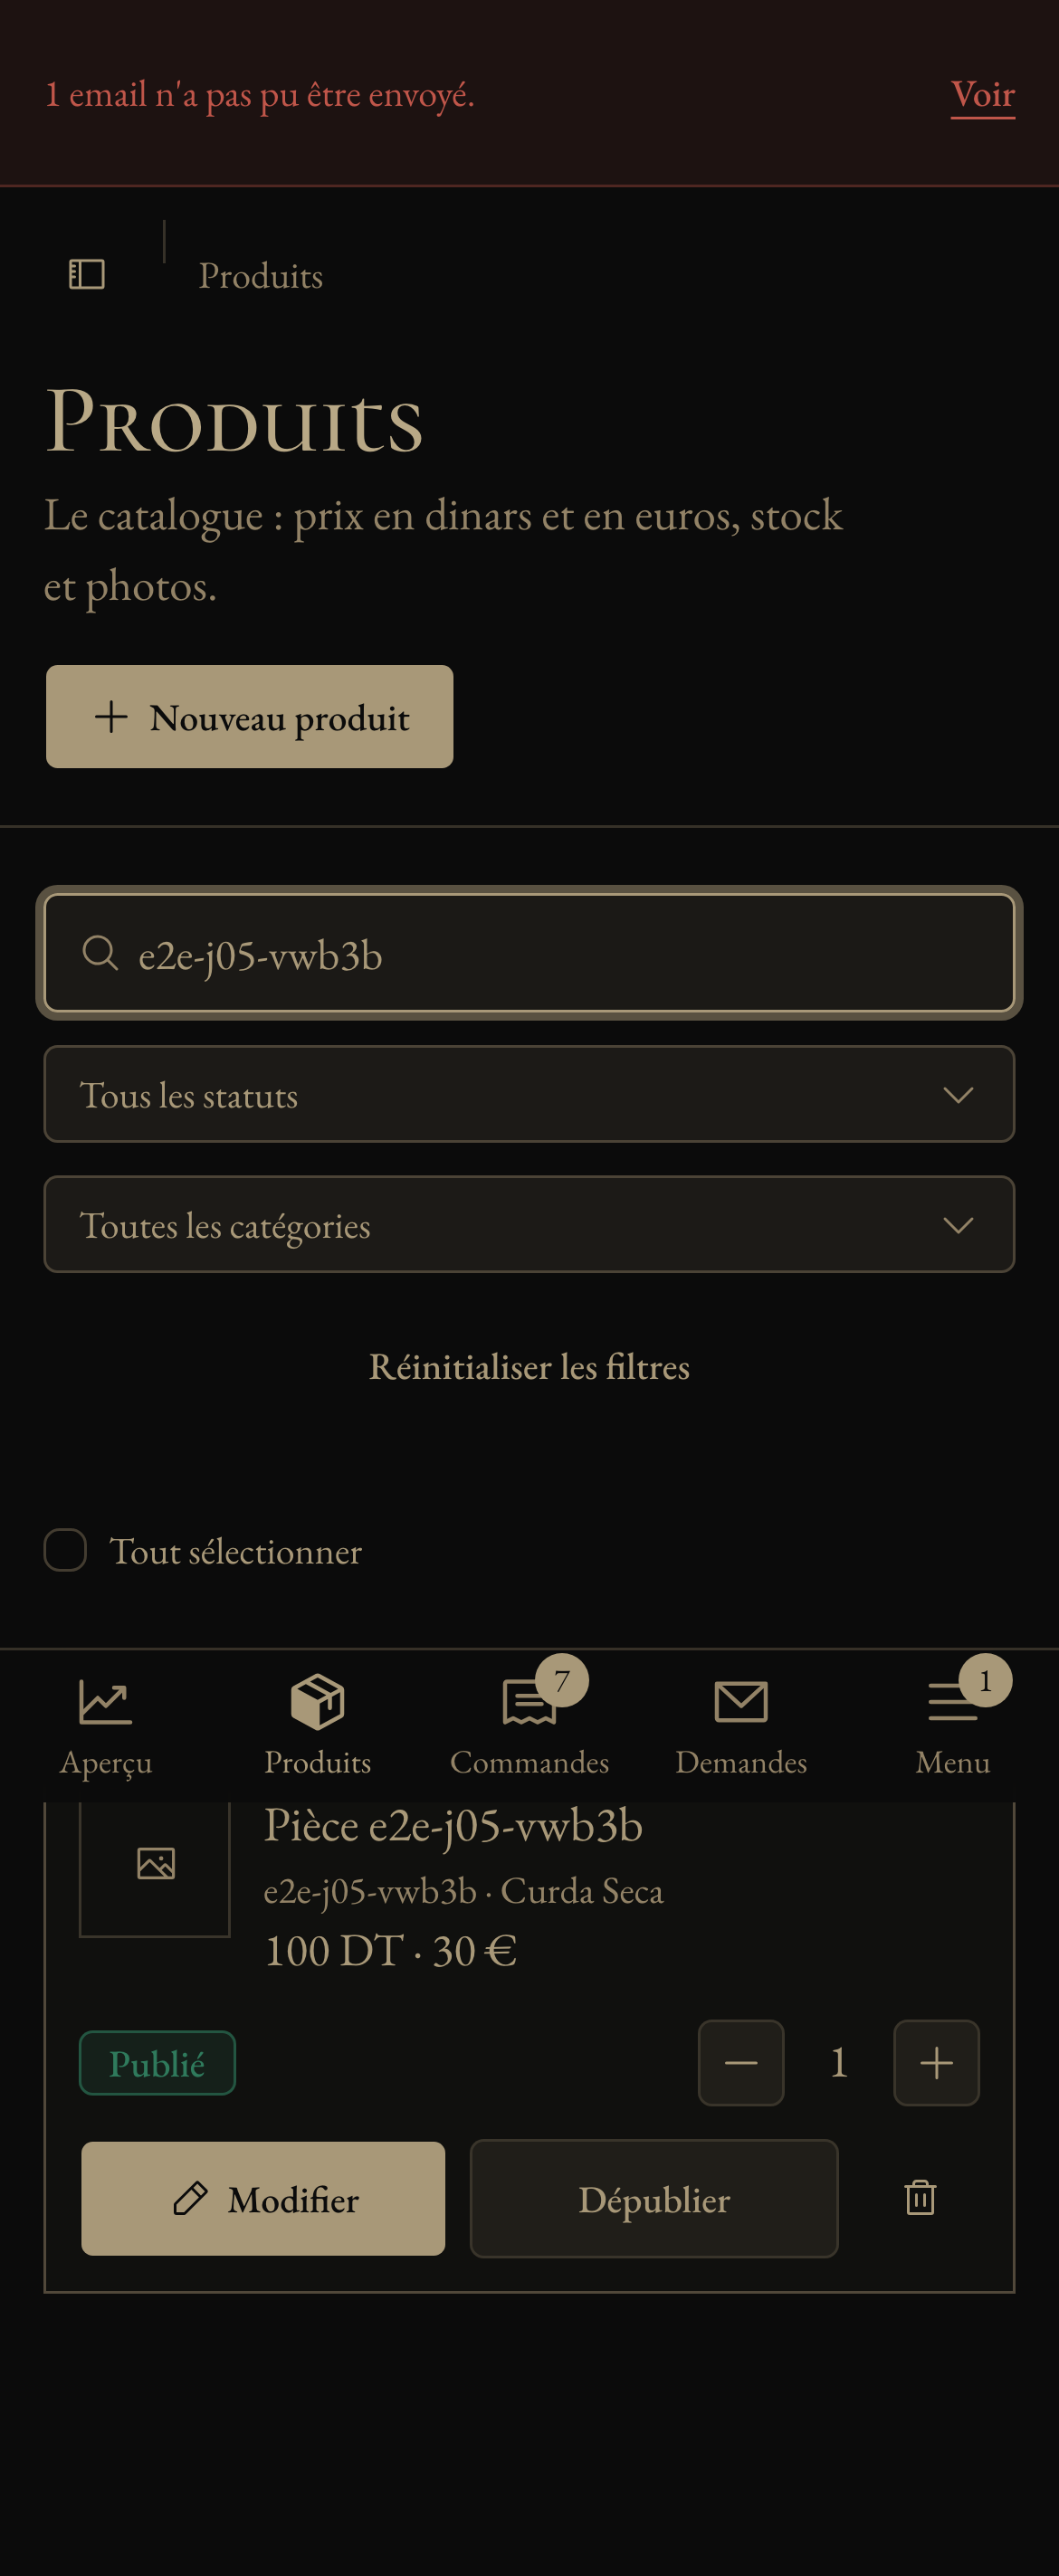 1 email n'a pas pu être envoyé.
Voir
Produits
Produits
Le catalogue : prix en dinars et en euros, stock
et photos.
Nouveau produit
e2e-j05-vwb3b
Tous les statuts
Toutes les catégories
Réinitialiser les filtres
Tout sélectionner
7
1
Aperçu
Produits
Commandes
Demandes
Menu
Pièce e2e-j05-vwb3b
e2e-j05-vwb3b · Curda Seca
100 DT · 30 €
Publié
1
Modifier
Dépublier